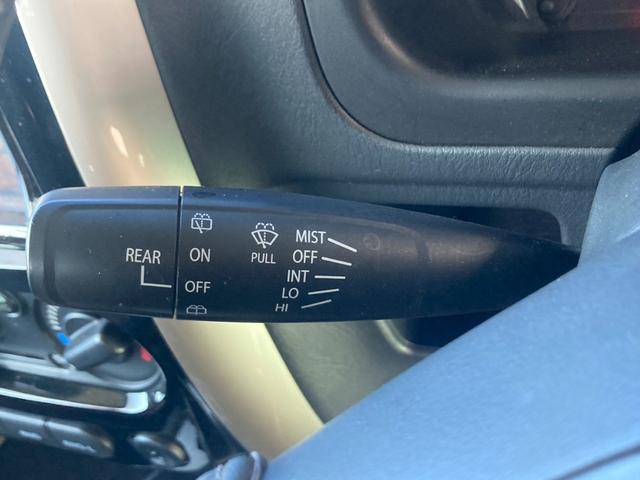 REAR
ON
OFF
PULL
MIST
OFF
INT
LO
HI